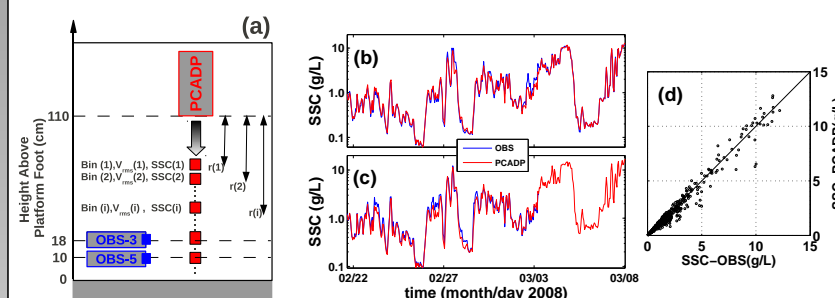 (a)
PCADP
Height Above
Platform Foot (cm)
110
18
10
0
Bin (1),Vrms(1), SSC(1)
Bin (2),Vrms(2), SSC(2)
Bin (i),Vrms(i) , SSC(i)
r(1)
r(2)
r(i)
OBS-3
OBS-5
(b)
SSC (g/L)
10
1.0
0.1
OBS
PCADP
(c)
SSC (g/L)
10
1.0
0.1
02/22 02/27 03/03 03/08
time (month/day 2008)
(d)
15
10
5
0
0 5 10 15
SSC-OBS(g/L)